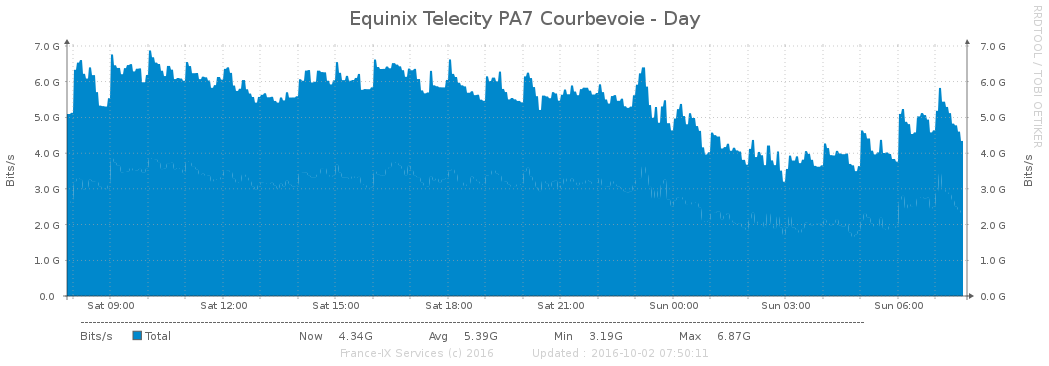 Equinix Telecity PA7 Courbevoie - Day
RRDTOOL / TOBI OETIKER
Bits/s
7.0 G
6.0 G
5.0 G
4.0 G
3.0 G
2.0 G
1.0 G
0.0
7.0 G
6.0 G
5.0 G
4.0 G
3.0 G
2.0 G
1.0 G
0.0 G
Bits/s
Sat 09:00 Sat 12:00 Sat 15:00 Sat 18:00 Sat 21:00 Sun 00:00 Sun 03:00 Sun 06:00
Bits/s Total Now 4.34G Avg 5.39G Min 3.19G Max 6.87G
France-IX Services (c) 2016 Updated : 2016-10-02 07:50:11